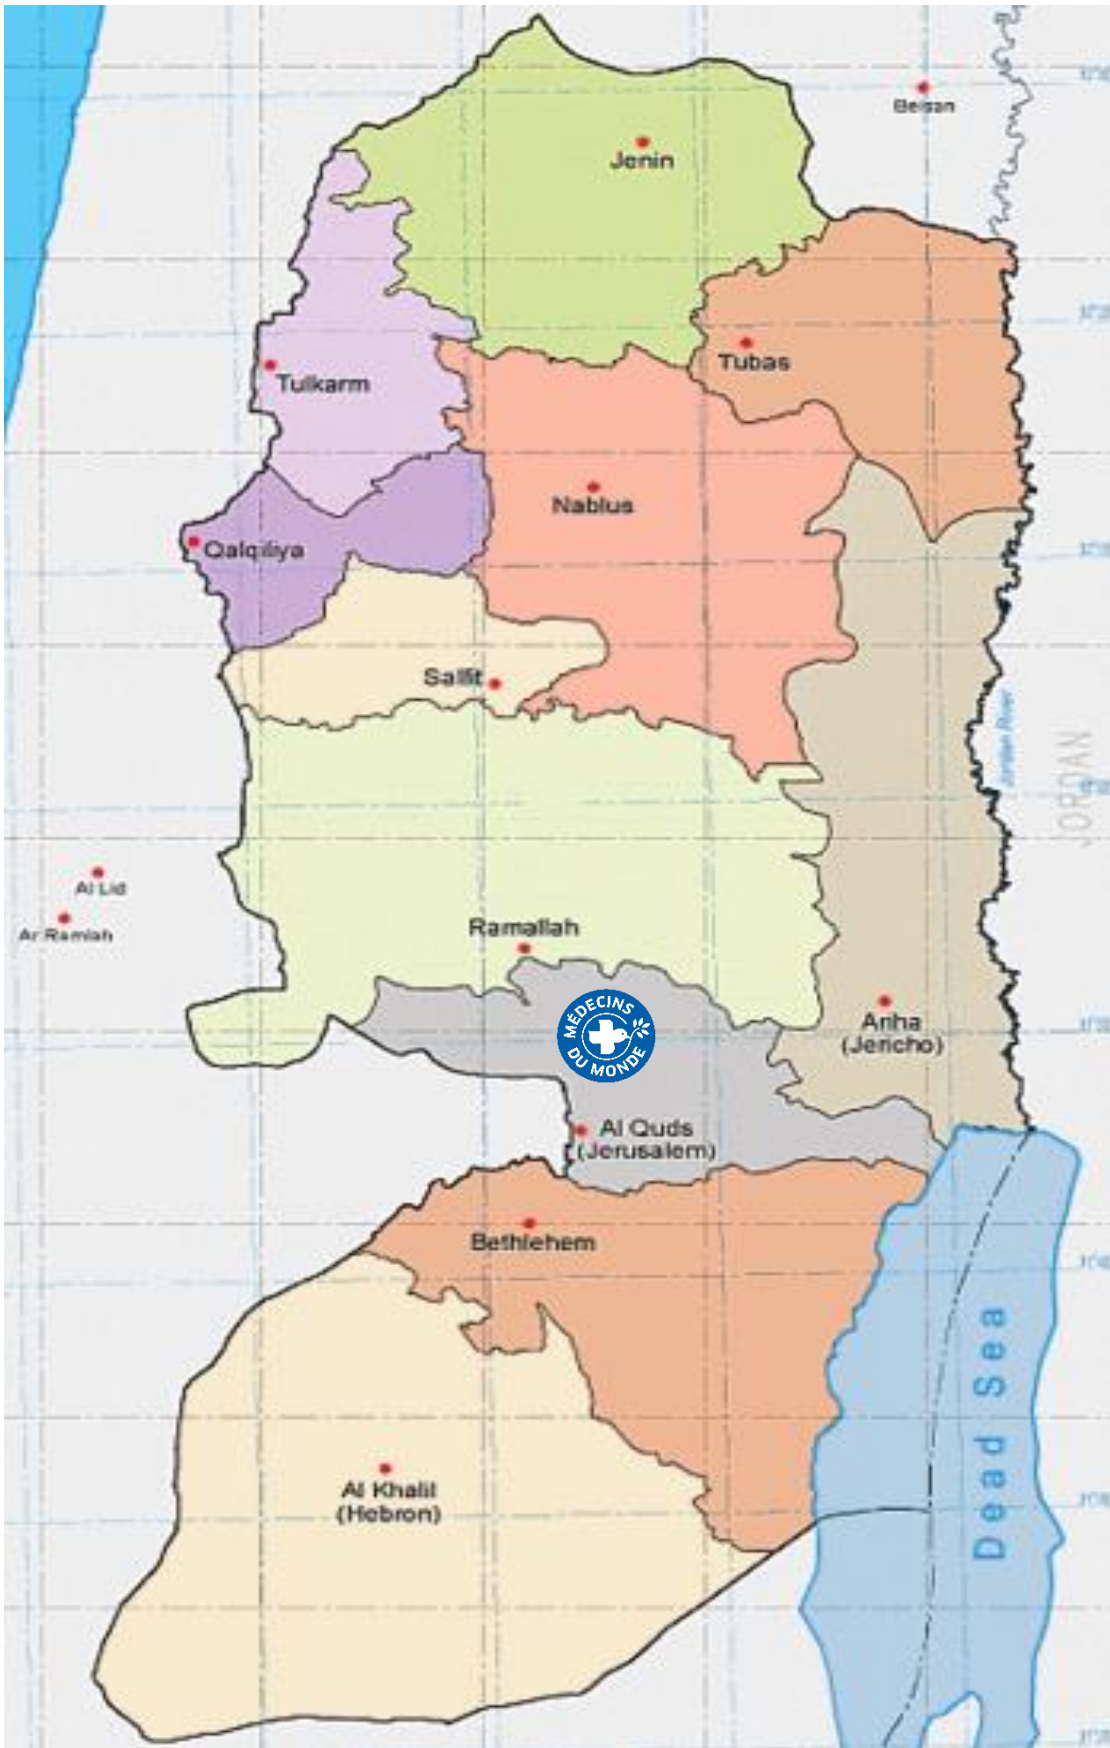 Beisan
Jenin
Tubas
Tulkarm
Nablus
Qalqiliya
Salfit
Jordan River
JORDAN
Al Lid
Ar Ramlah
Ramallah
MÉDECINS
DU MONDE
Ariha
(Jericho)
Al Quds
(Jerusalem)
Bethlehem
Dead Sea
Al Khalil
(Hebron)